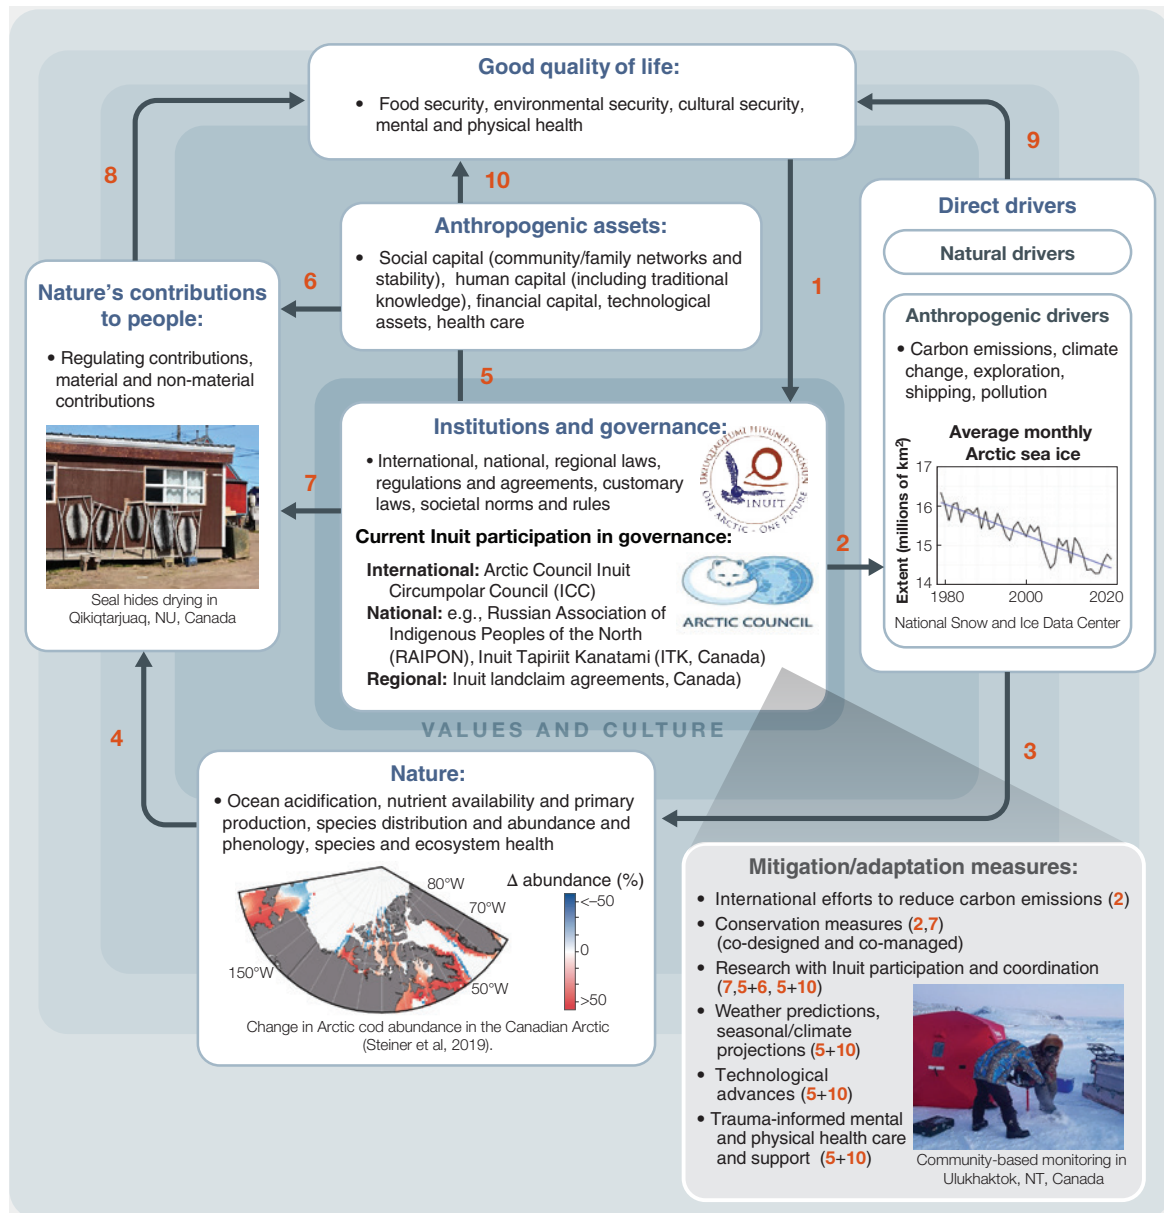 Good quality of life:
• Food security, environmental security, cultural security,
mental and physical health
8
9
10
1
Anthropogenic assets:
• Social capital (community/family networks and
stability), human capital (including traditional
knowledge), financial capital, technological
assets, health care
6
5
Nature's contributions
to people:
• Regulating contributions,
material and non-material
contributions
Seal hides drying in
Qikiqtarjuaq, NU, Canada
7
Direct drivers
Natural drivers
Anthropogenic drivers
• Carbon emissions, climate
change, exploration,
shipping, pollution
Average monthly
Arctic sea ice
Extent (millions of km²)
17
16
15
14
1980
2000
2020
National Snow and Ice Data Center
Institutions and governance:
• International, national, regional laws,
regulations and agreements, customary
laws, societal norms and rules
INUIT
ONE ARCTIC - ONE FUTURE
Current Inuit participation in governance:
International: Arctic Council Inuit
Circumpolar Council (ICC)
National: e.g., Russian Association of
Indigenous Peoples of the North
(RAIPON), Inuit Tapiriit Kanatami (ITK, Canada)
Regional: Inuit landclaim agreements, Canada)
ARCTIC COUNCIL
2
VALUES AND CULTURE
4
3
Nature:
• Ocean acidification, nutrient availability and primary
production, species distribution and abundance and
phenology, species and ecosystem health
80°W
70°W
50°W
150°W
Δ abundance (%)
<–50
0
>50
Change in Arctic cod abundance in the Canadian Arctic
(Steiner et al, 2019).
Mitigation/adaptation measures:
• International efforts to reduce carbon emissions (2)
• Conservation measures (2,7)
(co-designed and co-managed)
• Research with Inuit participation and coordination
(7,5+6, 5+10)
• Weather predictions,
seasonal/climate
projections (5+10)
• Technological
advances (5+10)
• Trauma-informed mental
and physical health care
and support (5+10)
Community-based monitoring in
Ulukhaktok, NT, Canada